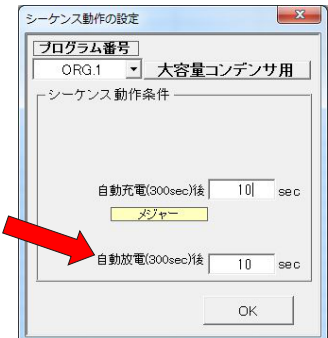 シーケンス動作の設定
プログラム番号
ORG.1 大容量コンデンサ用
シーケンス動作条件
自動充電(300sec)後 10 sec
メジャー
自動放電(300sec)後 10 sec
OK